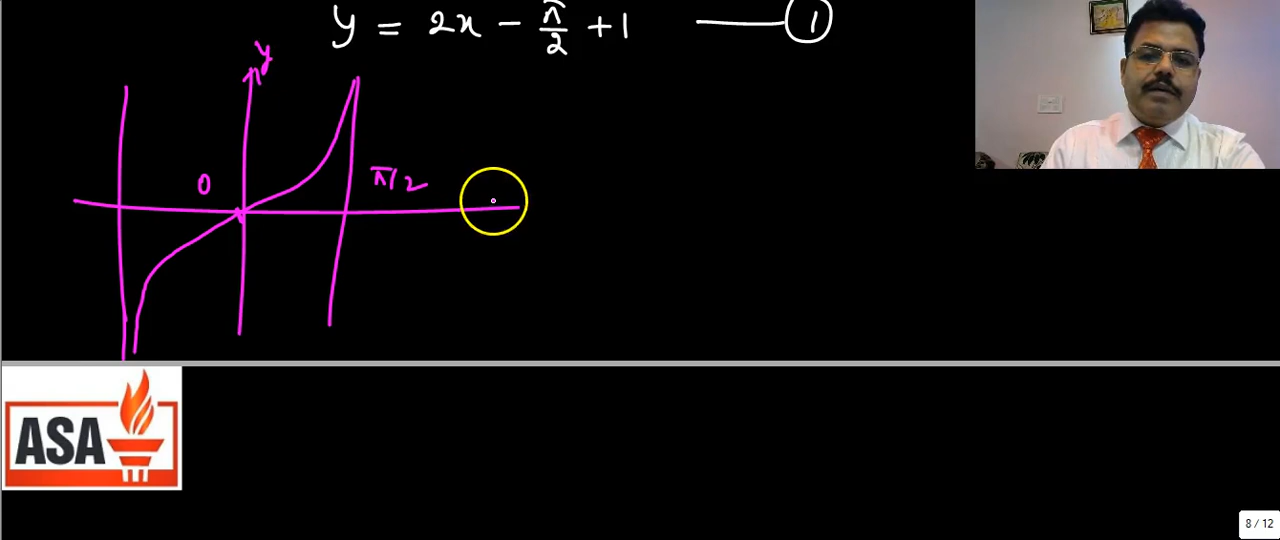 y = 2x - π/2 + 1 —— ①
y
0
π/2
ASA
8 / 12